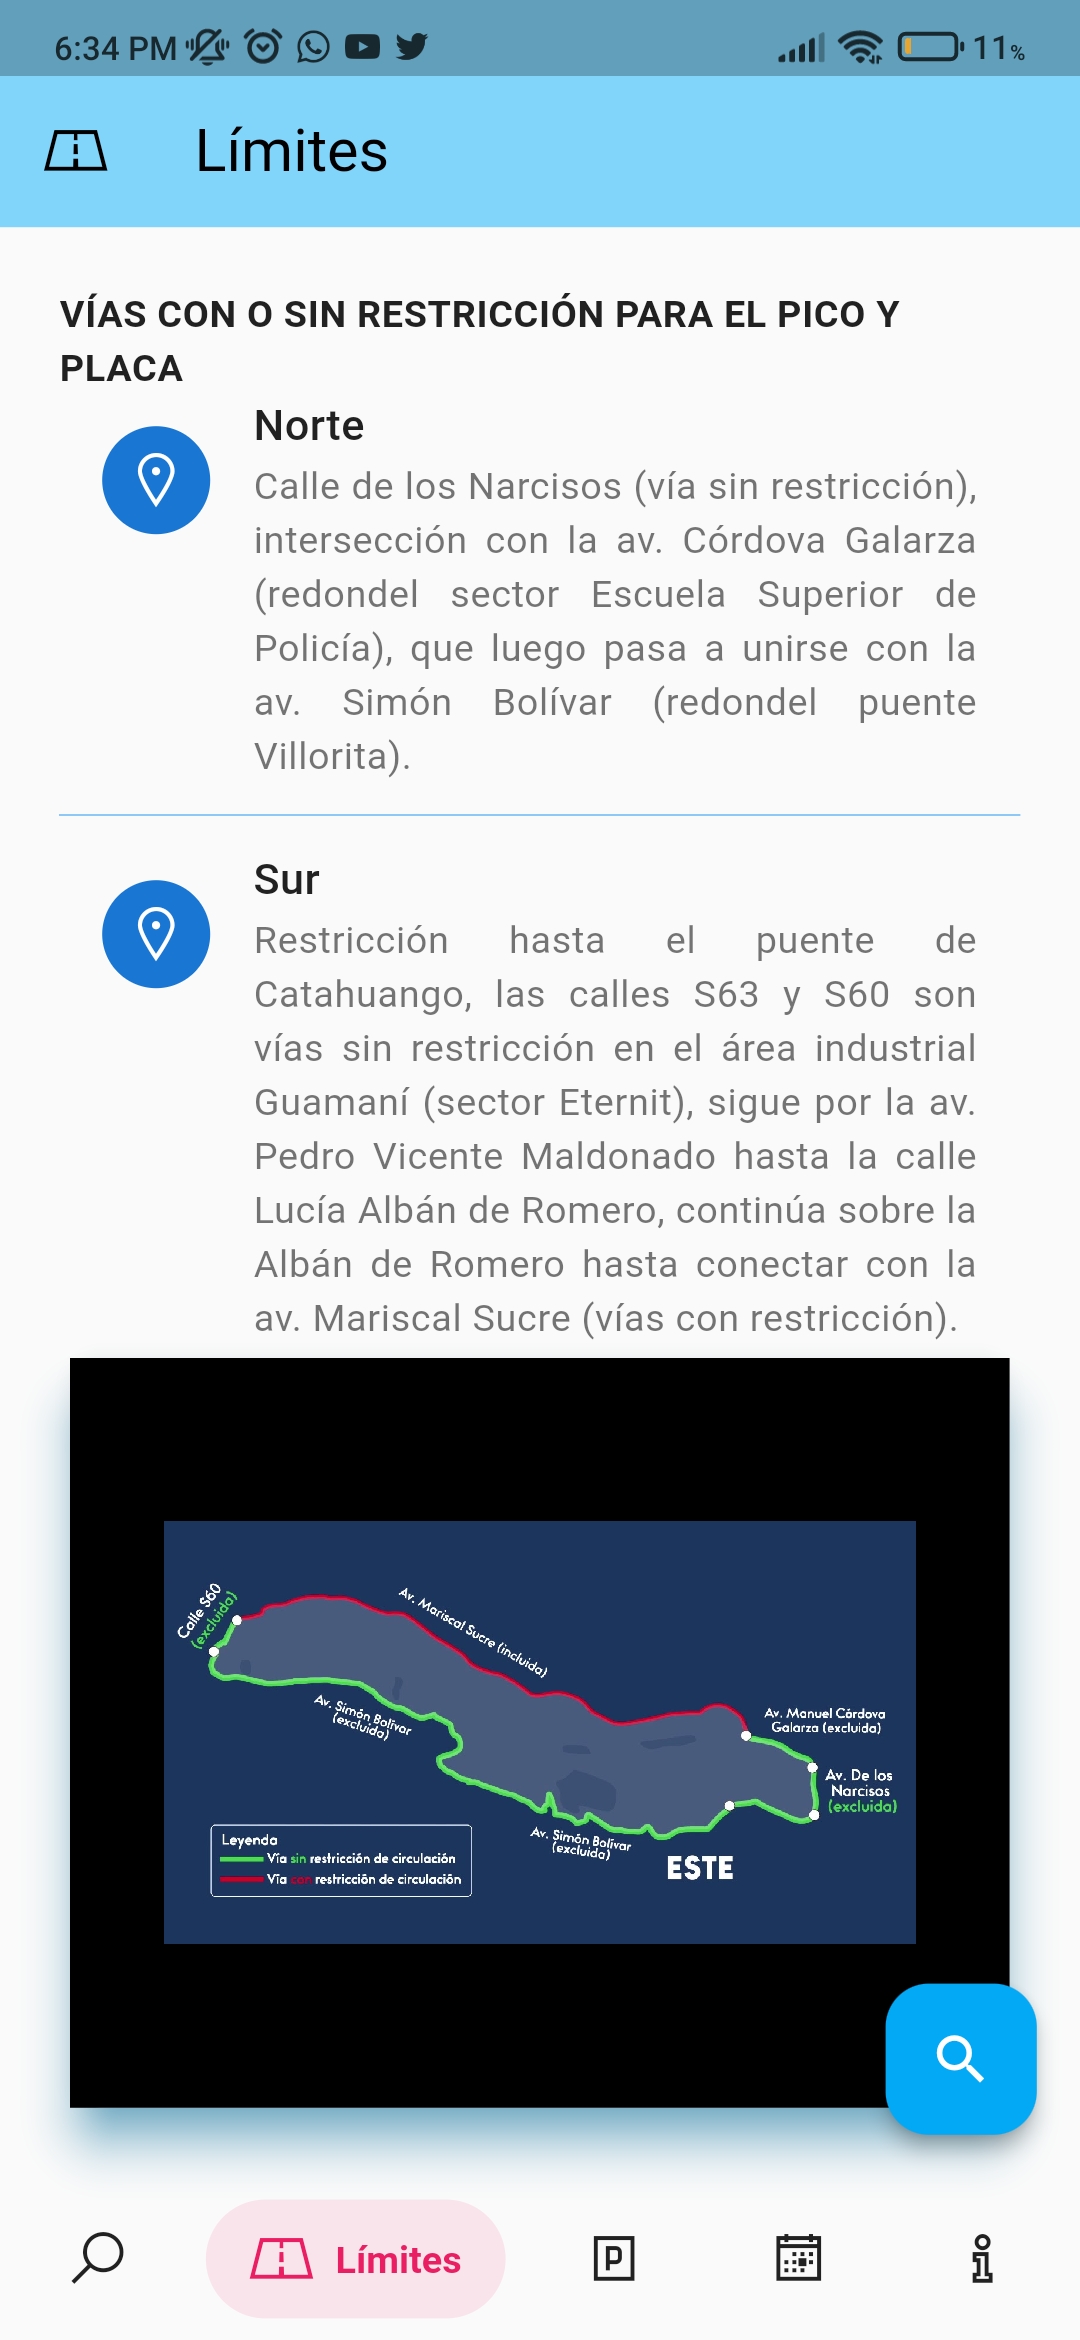 6:34 PM
11%
Límites
VÍAS CON O SIN RESTRICCIÓN PARA EL PICO Y
PLACA
Norte
Calle de los Narcisos (vía sin restricción),
intersección con la av. Córdova Galarza
(redondel sector Escuela Superior de
Policía), que luego pasa a unirse con la
av. Simón Bolívar (redondel puente
Villorita).
Sur
Restricción hasta el puente de
Catahuango, las calles S63 y S60 son
vías sin restricción en el área industrial
Guamaní (sector Eternit), sigue por la av.
Pedro Vicente Maldonado hasta la calle
Lucía Albán de Romero, continúa sobre la
Albán de Romero hasta conectar con la
av. Mariscal Sucre (vías con restricción).
Calle S60
(excluida)
Av. Mariscal Sucre (incluida)
Av. Simón Bolívar
(excluida)
Av. Manuel Córdova
Galarza (excluida)
Av. De los
Narcisos
(excluida)
Av. Simón Bolívar
(excluida)
ESTE
Leyenda
Vía sin restricción de circulación
Vía con restricción de circulación
Límites